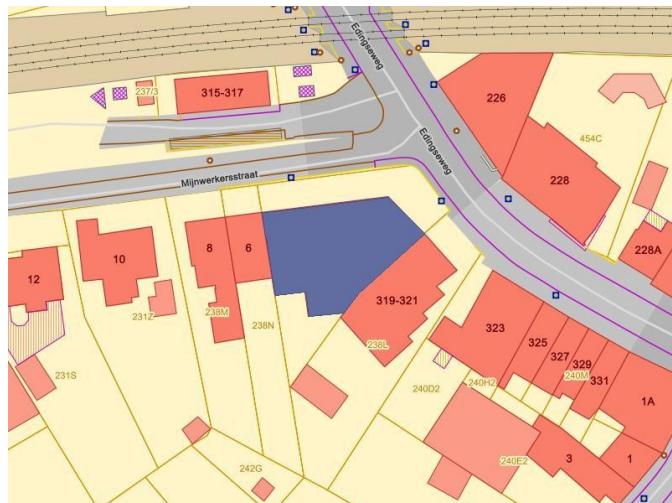 Edingseweg
237/3
315-317
226
454C
Edingseweg
Mijnwerkersstraat
228
228A
12
10
8
6
319-321
231Z
238M
238N
238L
323
325
327
329
331
240M
1A
231S
240D2
240H2
242G
240E2
3
1